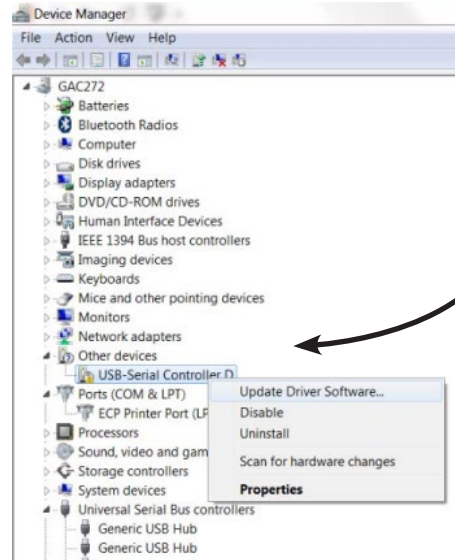 Device Manager
File Action View Help
GAC272
Batteries
Bluetooth Radios
Computer
Disk drives
Display adapters
DVD/CD-ROM drives
Human Interface Devices
IEEE 1394 Bus host controllers
Imaging devices
Keyboards
Mice and other pointing devices
Monitors
Network adapters
Other devices
USB-Serial Controller D
Ports (COM & LPT)
ECP Printer Port (LP
Processors
Sound, video and gam
Storage controllers
System devices
Universal Serial Bus controllers
Generic USB Hub
Generic USB Hub
Update Driver Software...
Disable
Uninstall
Scan for hardware changes
Properties